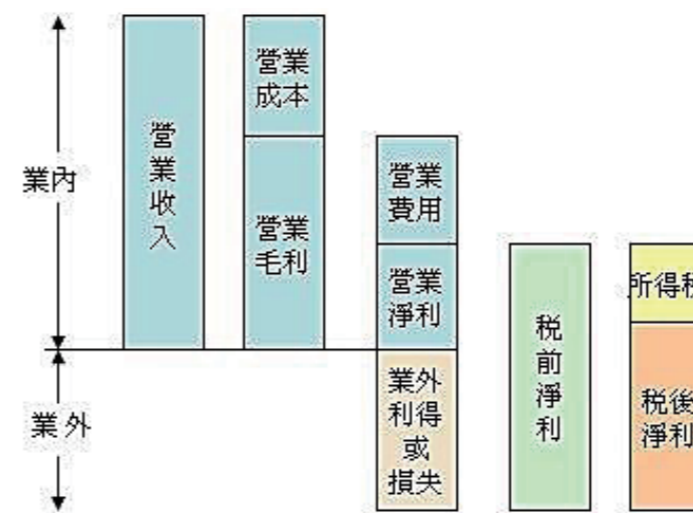 業內
業外
營業收入
營業
成本
營業
毛利
營業
費用
營業
淨利
業外
利得
或
損失
税前淨利
所得稅
税後
淨利